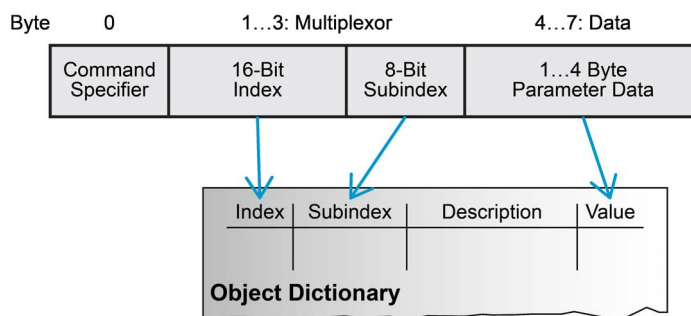 Byte 0 1…3: Multiplexor 4…7: Data
Command Specifier
16-Bit Index
8-Bit Subindex
1…4 Byte Parameter Data
Index Subindex Description Value
Object Dictionary